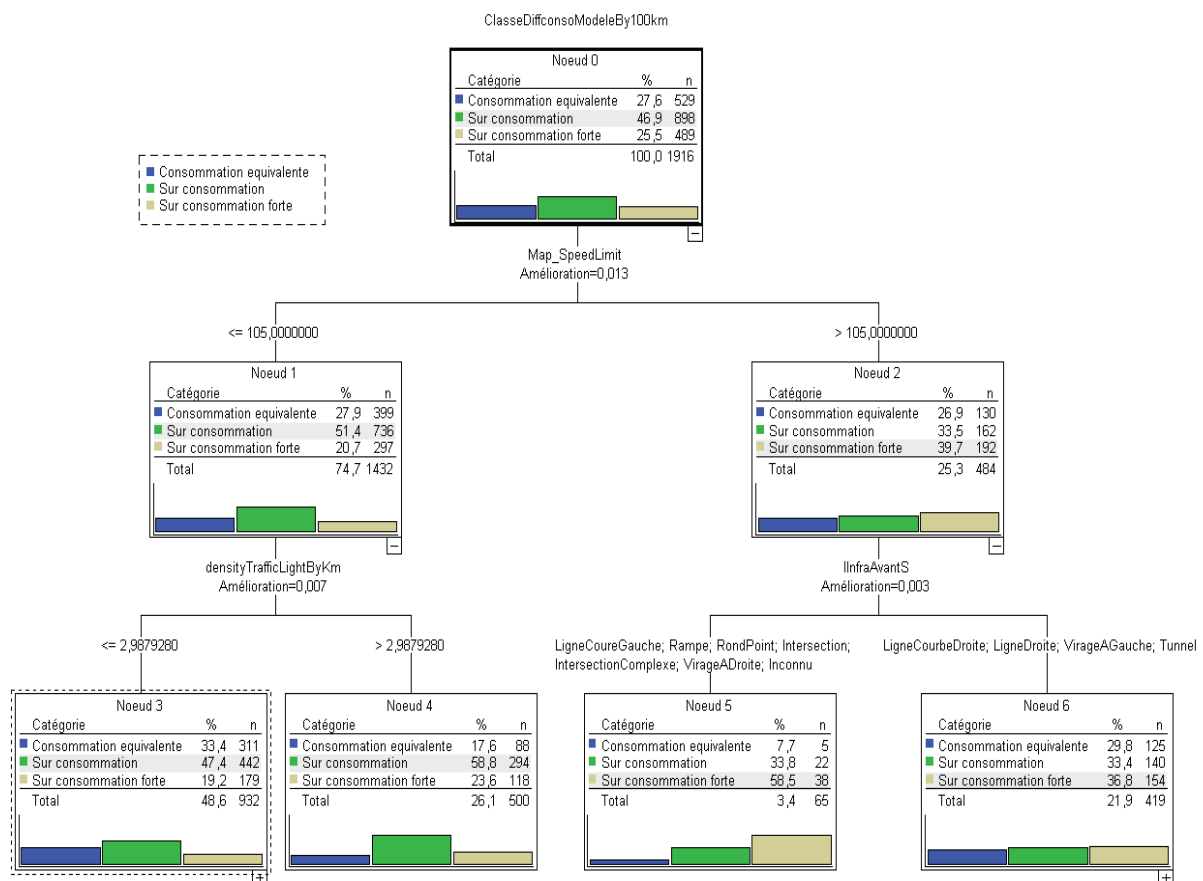 ClasseDiffconsoModeleBy100km
Noeud 0
Catégorie % n
Consommation equivalente 27,6 529
Sur consommation 46,9 898
Sur consommation forte 25,5 489
Total 100,0 1916
Consommation equivalente
Sur consommation
Sur consommation forte
Map_SpeedLimit
Amélioration=0,013
<= 105,0000000
> 105,0000000
Noeud 1
Catégorie % n
Consommation equivalente 27,9 399
Sur consommation 51,4 736
Sur consommation forte 20,7 297
Total 74,7 1432
Noeud 2
Catégorie % n
Consommation equivalente 26,9 130
Sur consommation 33,5 162
Sur consommation forte 39,7 192
Total 25,3 484
densityTrafficLightByKm
Amélioration=0,007
IInfraAvantS
Amélioration=0,003
<= 2,9879280
> 2,9879280
LigneCoureGauche; Rampe; RondPoint; Intersection;
IntersectionComplexe; VirageADroite; Inconnu
LigneCourbeDroite; LigneDroite; VirageAGauche; Tunnel
Noeud 3
Catégorie % n
Consommation equivalente 33,4 311
Sur consommation 47,4 442
Sur consommation forte 19,2 179
Total 48,6 932
Noeud 4
Catégorie % n
Consommation equivalente 17,6 88
Sur consommation 58,8 294
Sur consommation forte 23,6 118
Total 26,1 500
Noeud 5
Catégorie % n
Consommation equivalente 7,7 5
Sur consommation 33,8 22
Sur consommation forte 58,5 38
Total 3,4 65
Noeud 6
Catégorie % n
Consommation equivalente 29,8 125
Sur consommation 33,4 140
Sur consommation forte 36,8 154
Total 21,9 419